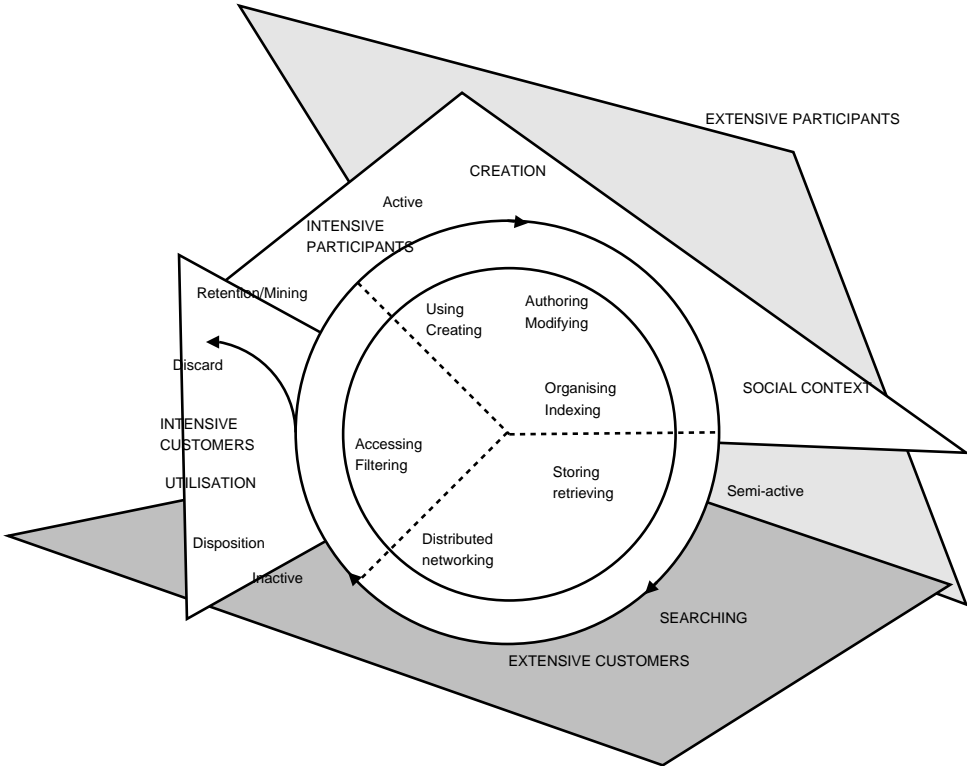 EXTENSIVE PARTICIPANTS
CREATION
Active
INTENSIVE
PARTICIPANTS
Retention/Mining
Using
Creating
Authoring
Modifying
Discard
Organising
Indexing
SOCIAL CONTEXT
INTENSIVE
CUSTOMERS
Accessing
Filtering
Storing
retrieving
UTILISATION
Semi-active
Disposition
Distributed
networking
Inactive
SEARCHING
EXTENSIVE CUSTOMERS